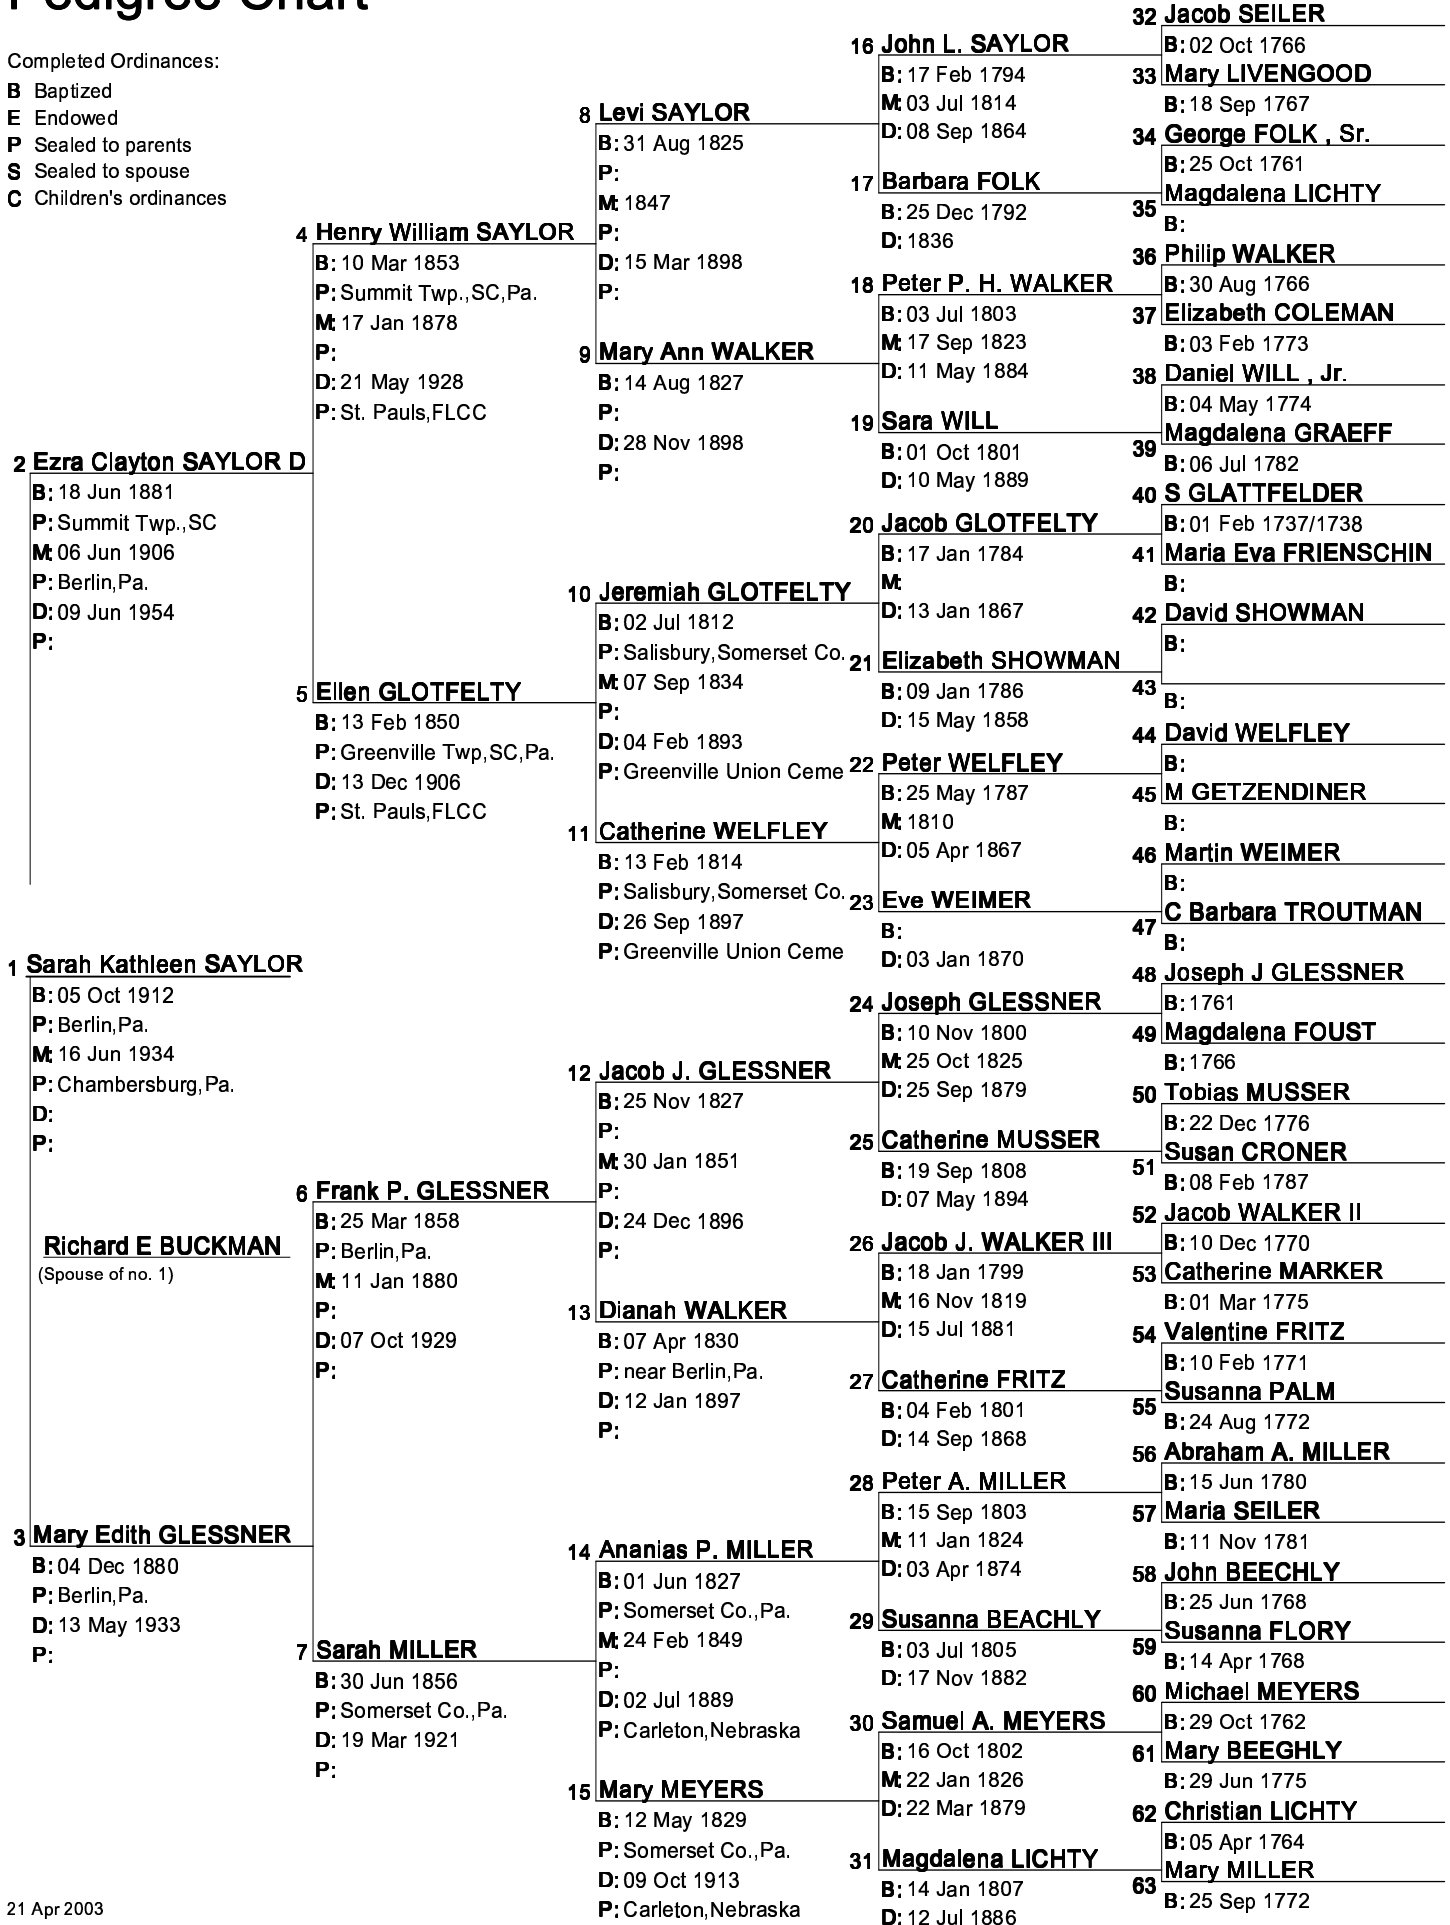 Pedigree Chart
Completed Ordinances:
B Baptized
E Endowed
P Sealed to parents
S Sealed to spouse
C Children's ordinances
2 Ezra Clayton SAYLOR D
B: 18 Jun 1881
P: Summit Twp.,SC
M: 06 Jun 1906
P: Berlin,Pa.
D: 09 Jun 1954
P:
1 Sarah Kathleen SAYLOR
B: 05 Oct 1912
P: Berlin,Pa.
M: 16 Jun 1934
P: Chambersburg,Pa.
D:
P:
Richard E BUCKMAN
(Spouse of no. 1)
3 Mary Edith GLESSNER
B: 04 Dec 1880
P: Berlin,Pa.
D: 13 May 1933
P:
21 Apr 2003
4 Henry William SAYLOR
B: 10 Mar 1853
P: Summit Twp.,SC,Pa.
M: 17 Jan 1878
P:
D: 21 May 1928
P: St. Pauls,FLCC
5 Ellen GLOTFELTY
B: 13 Feb 1850
P: Greenville Twp,SC,Pa.
D: 13 Dec 1906
P: St. Pauls,FLCC
6 Frank P. GLESSNER
B: 25 Mar 1858
P: Berlin,Pa.
M: 11 Jan 1880
P:
D: 07 Oct 1929
P:
7 Sarah MILLER
B: 30 Jun 1856
P: Somerset Co.,Pa.
D: 19 Mar 1921
P:
8 Levi SAYLOR
B: 31 Aug 1825
P:
M: 1847
P:
D: 15 Mar 1898
P:
9 Mary Ann WALKER
B: 14 Aug 1827
P:
D: 28 Nov 1898
P:
10 Jeremiah GLOTFELTY
B: 02 Jul 1812
P: Salisbury,Somerset Co.
M: 07 Sep 1834
P:
D: 04 Feb 1893
P: Greenville Union Ceme
11 Catherine WELFLEY
B: 13 Feb 1814
P: Salisbury,Somerset Co.
D: 26 Sep 1897
P: Greenville Union Ceme
12 Jacob J. GLESSNER
B: 25 Nov 1827
P:
M: 30 Jan 1851
P:
D: 24 Dec 1896
P:
13 Dianah WALKER
B: 07 Apr 1830
P: near Berlin,Pa.
D: 12 Jan 1897
P:
14 Ananias P. MILLER
B: 01 Jun 1827
P: Somerset Co.,Pa.
M: 24 Feb 1849
P:
D: 02 Jul 1889
P: Carleton,Nebraska
15 Mary MEYERS
B: 12 May 1829
P: Somerset Co.,Pa.
D: 09 Oct 1913
P: Carleton,Nebraska
16 John L. SAYLOR
B: 17 Feb 1794
M: 03 Jul 1814
D: 08 Sep 1864
17 Barbara FOLK
B: 25 Dec 1792
D: 1836
18 Peter P. H. WALKER
B: 03 Jul 1803
M: 17 Sep 1823
D: 11 May 1884
19 Sara WILL
B: 01 Oct 1801
D: 10 May 1889
20 Jacob GLOTFELTY
B: 17 Jan 1784
M:
D: 13 Jan 1867
21 Elizabeth SHOWMAN
B: 09 Jan 1786
D: 15 May 1858
22 Peter WELFLEY
B: 25 May 1787
M: 1810
D: 05 Apr 1867
23 Eve WEIMER
B:
D: 03 Jan 1870
24 Joseph GLESSNER
B: 10 Nov 1800
M: 25 Oct 1825
D: 25 Sep 1879
25 Catherine MUSSER
B: 19 Sep 1808
D: 07 May 1894
26 Jacob J. WALKER III
B: 18 Jan 1799
M: 16 Nov 1819
D: 15 Jul 1881
27 Catherine FRITZ
B: 04 Feb 1801
D: 14 Sep 1868
28 Peter A. MILLER
B: 15 Sep 1803
M: 11 Jan 1824
D: 03 Apr 1874
29 Susanna BEACHLY
B: 03 Jul 1805
D: 17 Nov 1882
30 Samuel A. MEYERS
B: 16 Oct 1802
M: 22 Jan 1826
D: 22 Mar 1879
31 Magdalena LICHTY
B: 14 Jan 1807
D: 12 Jul 1886
32 Jacob SEILER
B: 02 Oct 1766
33 Mary LIVENGOOD
B: 18 Sep 1767
34 George FOLK , Sr.
B: 25 Oct 1761
35 Magdalena LICHTY
B:
36 Philip WALKER
B: 30 Aug 1766
37 Elizabeth COLEMAN
B: 03 Feb 1773
38 Daniel WILL , Jr.
B: 04 May 1774
39 Magdalena GRAEFF
B: 06 Jul 1782
40 S GLATTFELDER
B: 01 Feb 1737/1738
41 Maria Eva FRIENSCHIN
B:
42 David SHOWMAN
B:
43
B:
44 David WELFLEY
B:
45 M GETZENDINER
B:
46 Martin WEIMER
B:
47 C Barbara TROUTMAN
B:
48 Joseph J GLESSNER
B: 1761
49 Magdalena FOUST
B: 1766
50 Tobias MUSSER
B: 22 Dec 1776
51 Susan CRONER
B: 08 Feb 1787
52 Jacob WALKER II
B: 10 Dec 1770
53 Catherine MARKER
B: 01 Mar 1775
54 Valentine FRITZ
B: 10 Feb 1771
55 Susanna PALM
B: 24 Aug 1772
56 Abraham A. MILLER
B: 15 Jun 1780
57 Maria SEILER
B: 11 Nov 1781
58 John BEECHLY
B: 25 Jun 1768
59 Susanna FLORY
B: 14 Apr 1768
60 Michael MEYERS
B: 29 Oct 1762
61 Mary BEEGHLY
B: 29 Jun 1775
62 Christian LICHTY
B: 05 Apr 1764
63 Mary MILLER
B: 25 Sep 1772